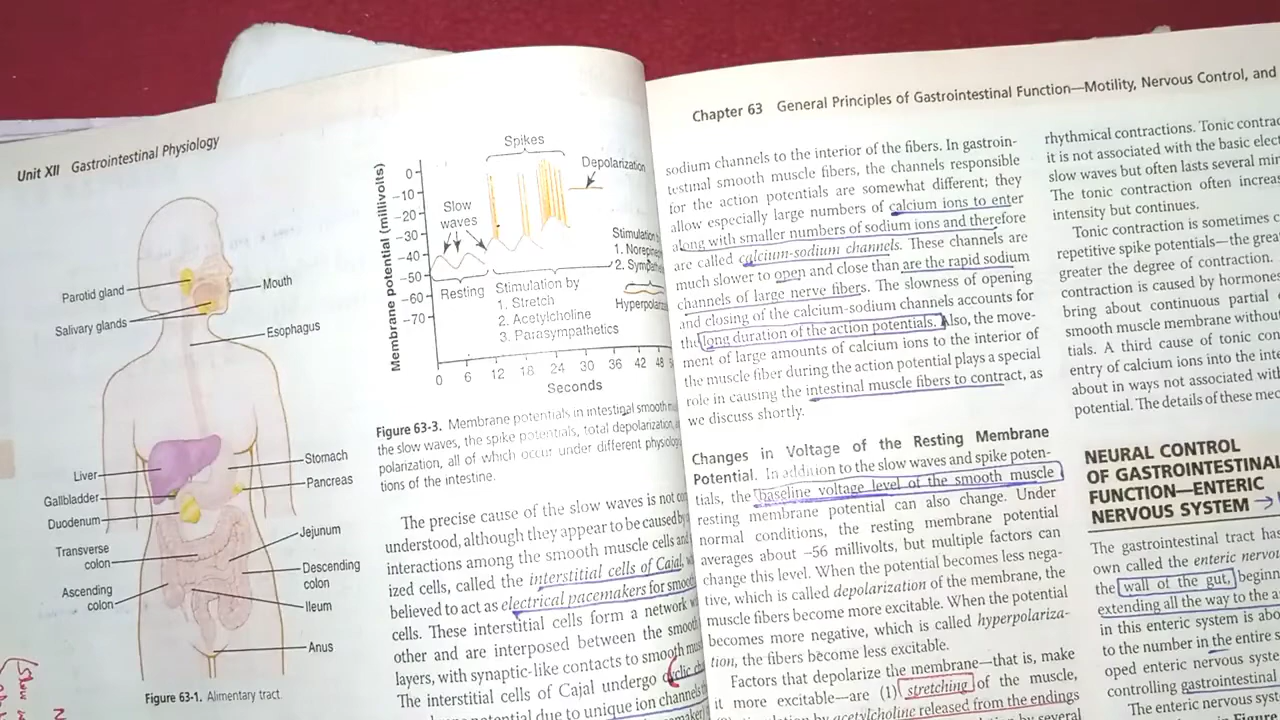 Unit XII Gastrointestinal Physiology
Parotid gland
Salivary glands
Mouth
Esophagus
Liver
Gallbladder
Duodenum
Transverse
colon
Ascending
colon
Stomach
Pancreas
Jejunum
Descending
colon
Ileum
Anus
Figure 63-1. Alimentary tract
Membrane potential (millivolts)
0
−10
−20
−30
−40
−50
−60
−70
Spikes
Slow
waves
Depolarization
Resting
Stimulation by
1. Stretch
2. Acetylcholine
3. Parasympathetics
Stimulation
1.
2.
0 6 12 18 24 30 36 42 48
Seconds
Figure 63-3. Membrane potentials in intestinal smooth
the slow waves, the spike potentials, total depolarization,
polarization, all of which occur under different
tions of the intestine.
The precise cause of the slow waves is not
understood, although they appear to be caused by
interactions among the smooth muscle cells and
ized cells, called the interstitial cells of Cajal,
believed to act as electrical pacemakers for smooth
cells. These interstitial cells form a network
other and are interposed between the smooth
layers, with synaptic-like contacts to smooth
The interstitial cells of Cajal undergo
potential due to unique ion channels
Chapter 63 General Principles of Gastrointestinal Function—Motility, Nervous Control, and
sodium channels to the interior of the fibers. In gastroin-
testinal smooth muscle fibers, the channels responsible
for the action potentials are somewhat different; they
allow especially large numbers of calcium ions to enter
along with smaller numbers of sodium ions and therefore
are called calcium-sodium channels. These channels are
much slower to open and close than are the rapid sodium
channels of large nerve fibers. The slowness of opening
and closing of the calcium-sodium channels accounts for
the long duration of the action potentials. Also, the move-
ment of large amounts of calcium ions to the interior of
the muscle fiber during the action potential plays a special
role in causing the intestinal muscle fibers to contract, as
we discuss shortly.
Changes in Voltage of the Resting Membrane
Potential. In addition to the slow waves and spike poten-
tials, the baseline voltage level of the smooth muscle
resting membrane potential can also change. Under
normal conditions, the resting membrane potential
averages about −56 millivolts, but multiple factors can
change this level. When the potential becomes less nega-
tive, which is called depolarization of the membrane, the
muscle fibers become more excitable. When the potential
becomes more negative, which is called hyperpolariza-
tion, the fibers become less excitable.
Factors that depolarize the membrane—that is, make
it more excitable—are (1) stretching of the muscle,
by acetylcholine released from the endings
by several
rhythmical contractions. Tonic
it is not associated with the basic
slow waves but often lasts several
The tonic contraction often
intensity but continues.
Tonic contraction is sometimes
repetitive spike potentials—the
greater the degree of contraction.
contraction is caused by
bring about continuous partial
smooth muscle membrane
tials. A third cause of tonic
entry of calcium ions into the
about in ways not associated with
potential. The details of these
NEURAL CONTROL
OF GASTROINTESTINAL
FUNCTION—ENTERIC
NERVOUS SYSTEM
The gastrointestinal tract has
own called the enteric
the wall of the gut,
extending all the way to the
in this enteric system is
to the number in the entire
oped enteric nervous
controlling gastrointestinal
The enteric nervous